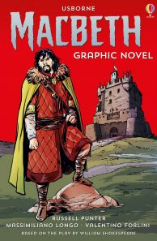 USBORNE
MACBETH
GRAPHIC NOVEL
RUSSELL PUNTER
MASSIMILIANO LONGO · VALENTINO FORLINI
BASED ON THE PLAY BY WILLIAM SHAKESPEARE